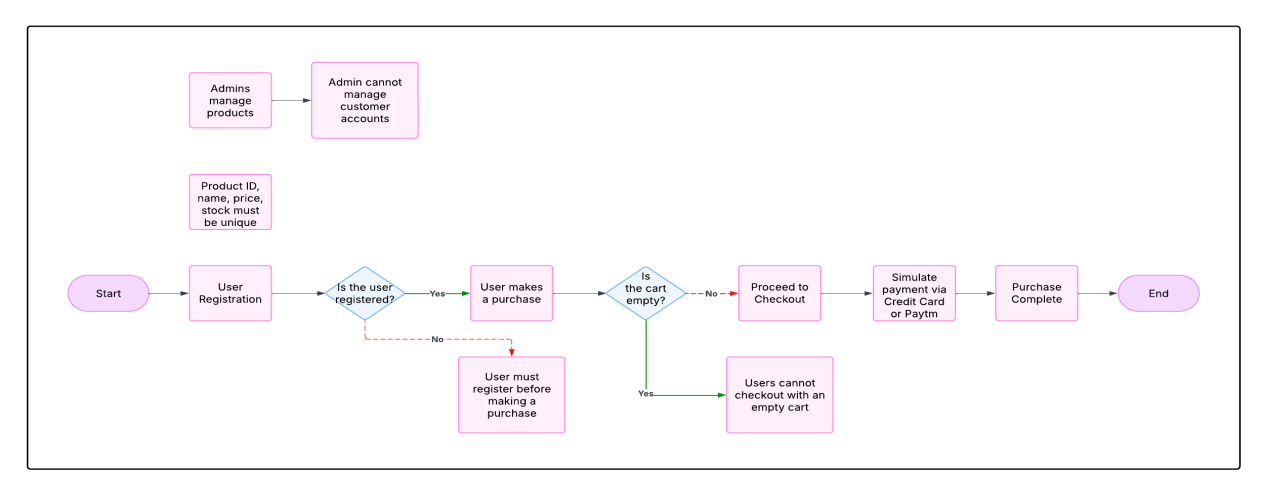 Admins
manage
products
Admin cannot
manage
customer
accounts
Product ID,
name, price,
stock must
be unique
Start
User
Registration
Is the user
registered?
Yes
No
User makes
a purchase
User must
register before
making a
purchase
Is
the cart
empty?
No
Yes
Proceed to
Checkout
Users cannot
checkout with an
empty cart
Simulate
payment via
Credit Card
or Paytm
Purchase
Complete
End